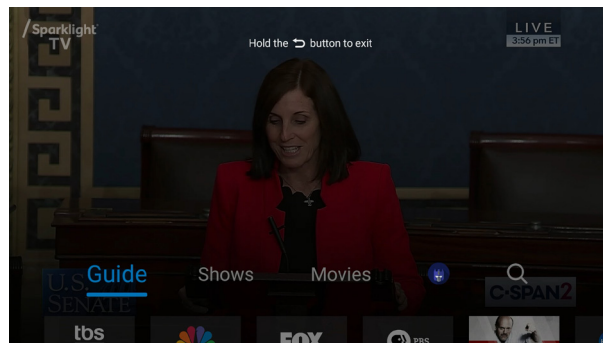 Sparklight
TV
LIVE
3:56 pm ET
Hold the button to exit
Guide
Shows
Movies
U.S.
SENATE
C-SPAN2
tbs
FOX
PBS